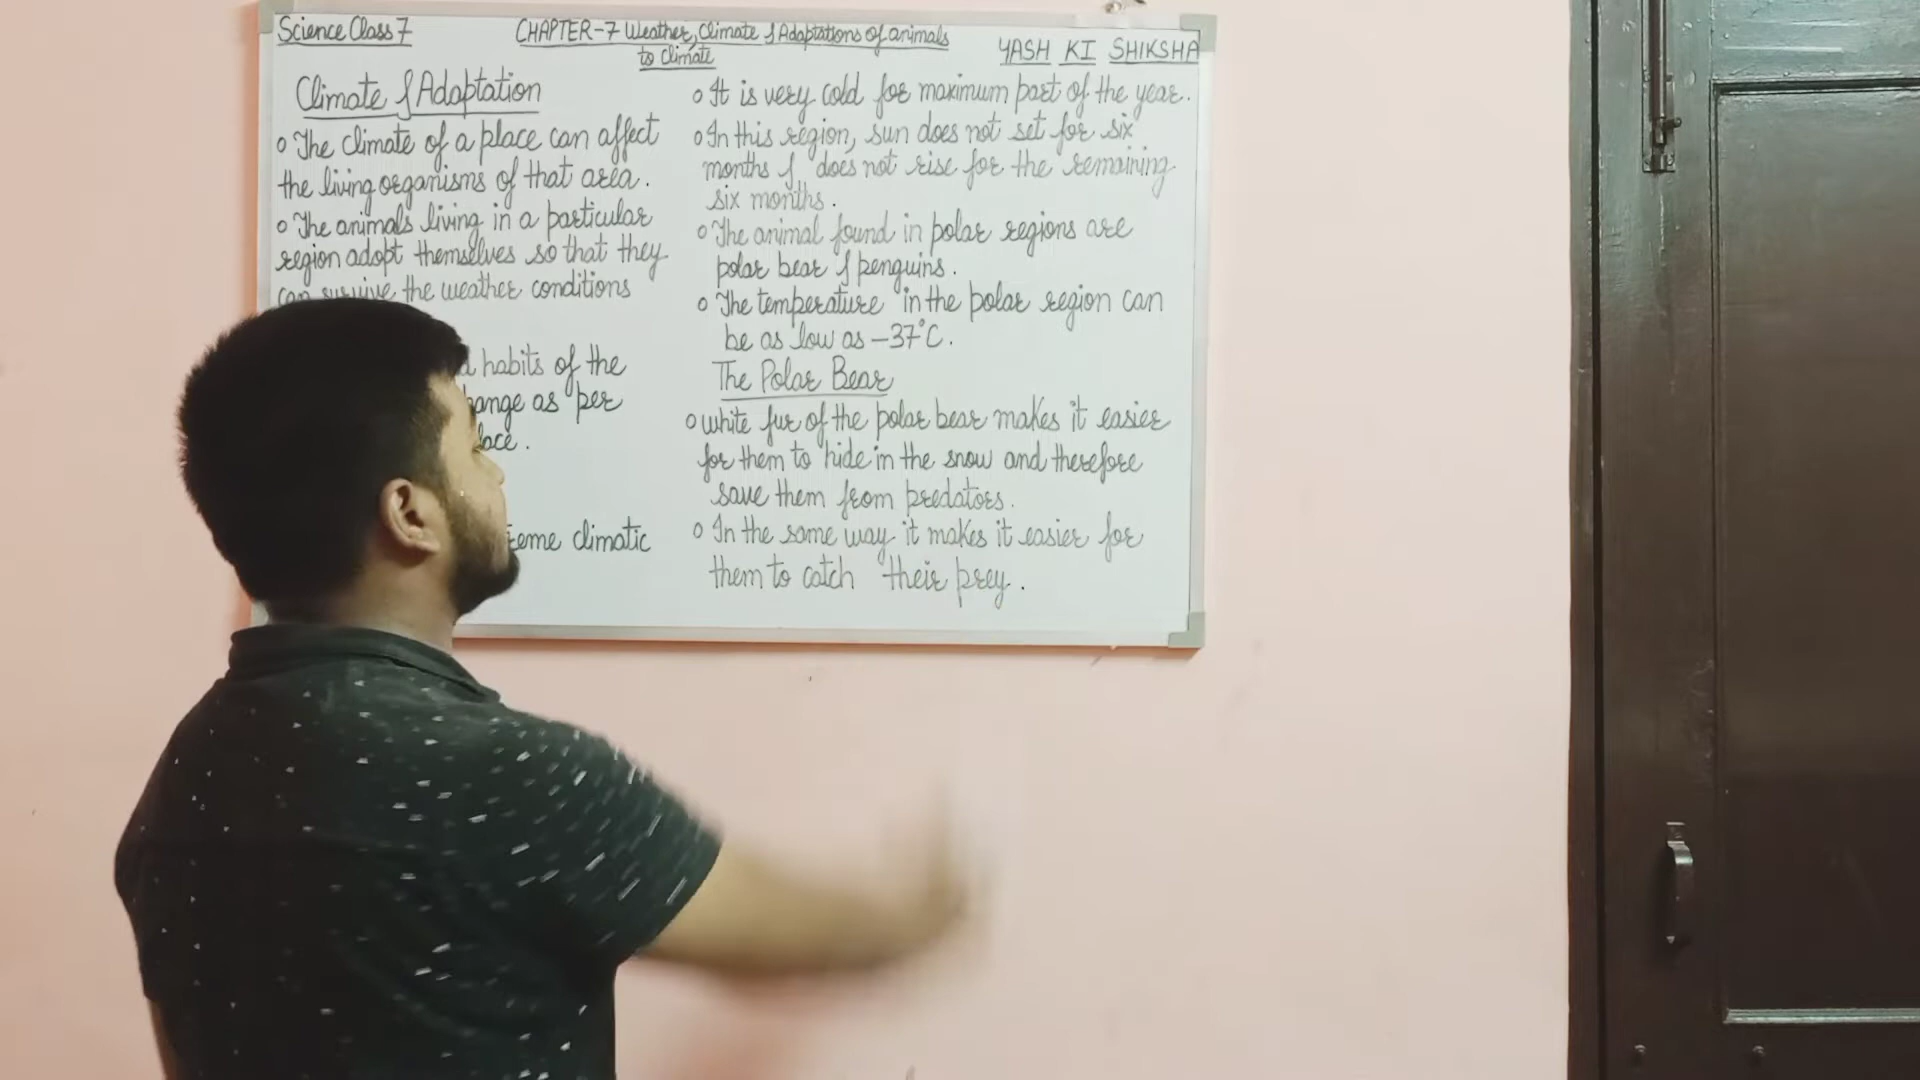 Science Class 7
CHAPTER-7 Weather, Climate & Adaptations of animals
to Climate
YASH KI SHIKSHA
Climate & Adaptation
o The climate of a place can affect
the living organisms of that area.
o The animals living in a particular
region adopt themselves so that they
can survive the weather conditions
habits of the
as per
eme climatic
o It is very cold for maximum part of the year.
o In this region, sun does not set for six
months & does not rise for the remaining
six months.
o The animal found in polar regions are
polar bear & penguins.
o The temperature in the polar region can
be as low as -37°C.
The Polar Bear
o white fur of the polar bear makes it easier
for them to hide in the snow and therefore
save them from predators.
o In the same way it makes it easier for
them to catch their prey.